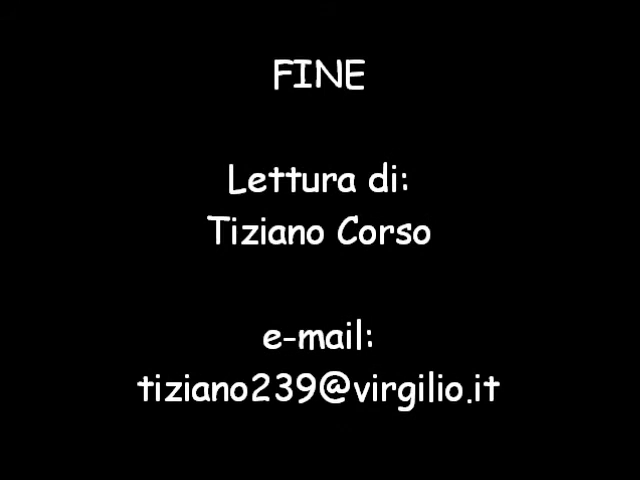 FINE
Lettura di:
Tiziano Corso
e-mail:
tiziano239@virgilio.it